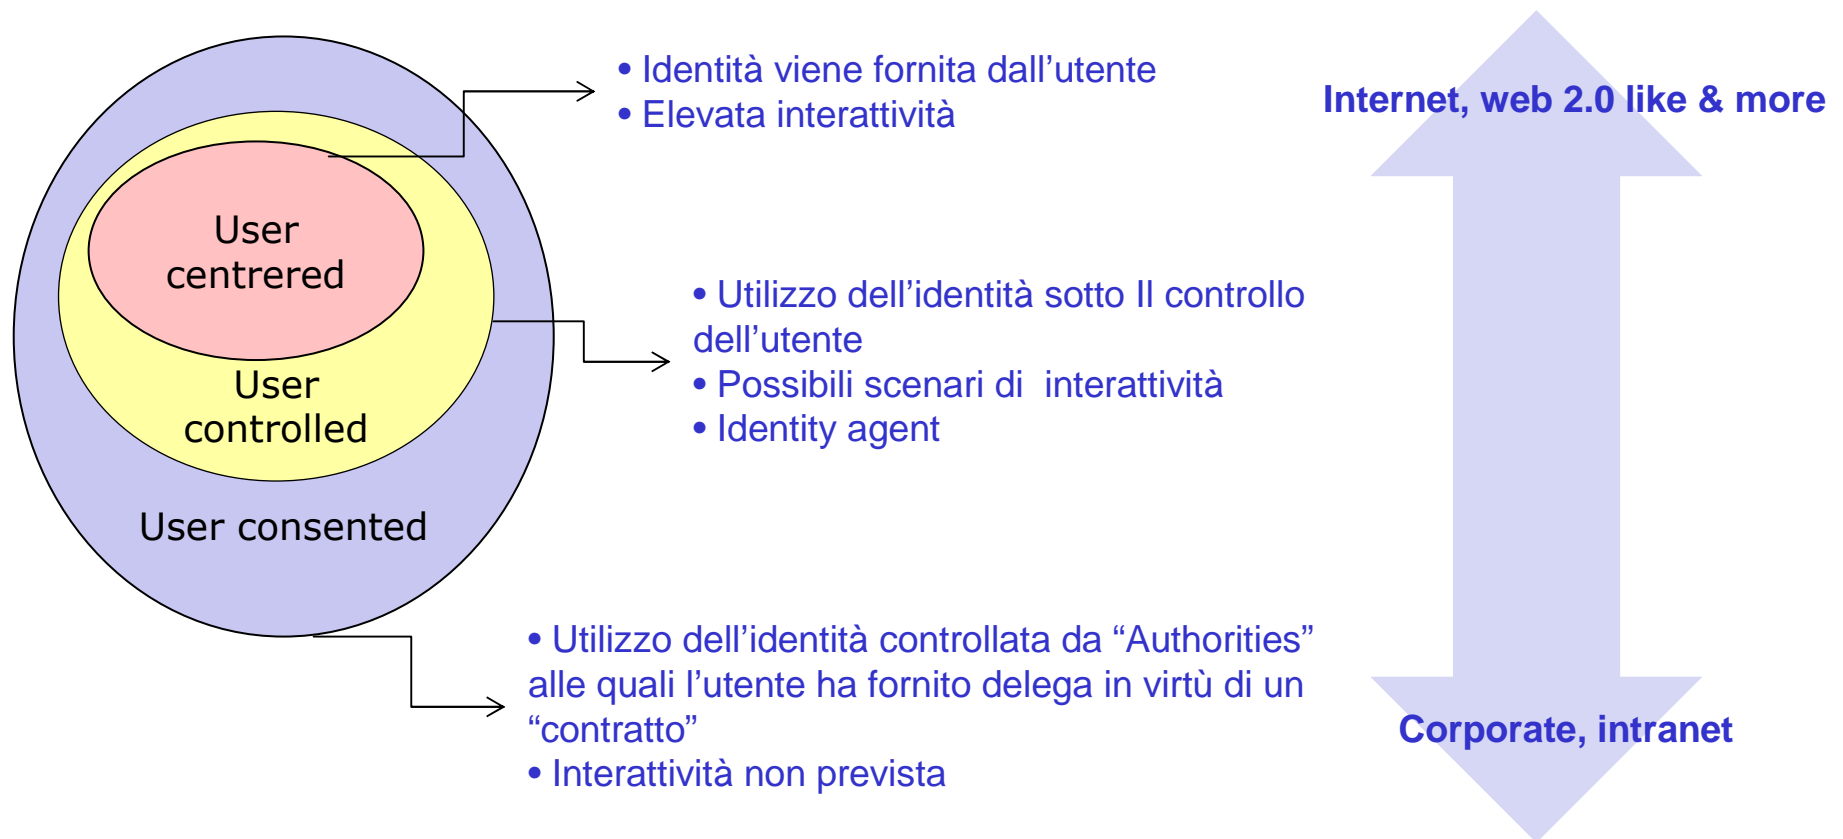 • Identità viene fornita dall’utente
• Elevata interattività
Internet, web 2.0 like & more
User
centrered
• Utilizzo dell’identità sotto Il controllo
dell’utente
• Possibili scenari di interattività
• Identity agent
User
controlled
User consented
• Utilizzo dell’identità controllata da “Authorities”
alle quali l’utente ha fornito delega in virtù di un
“contratto”
• Interattività non prevista
Corporate, intranet